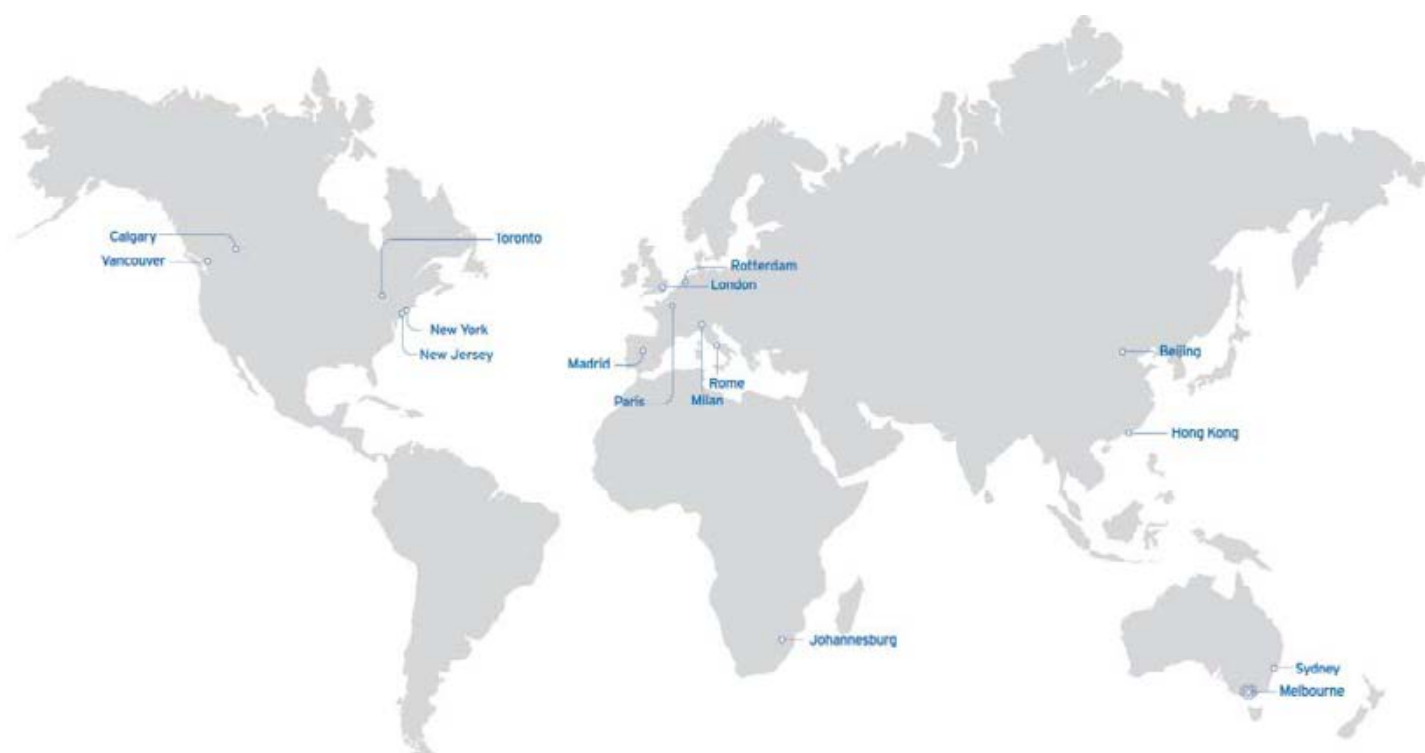 Calgary
Toronto
Vancouver
Rotterdam
London
New York
New Jersey
Madrid
Beijing
Rome
Paris
Milan
Hong Kong
Johannesburg
Sydney
Melbourne